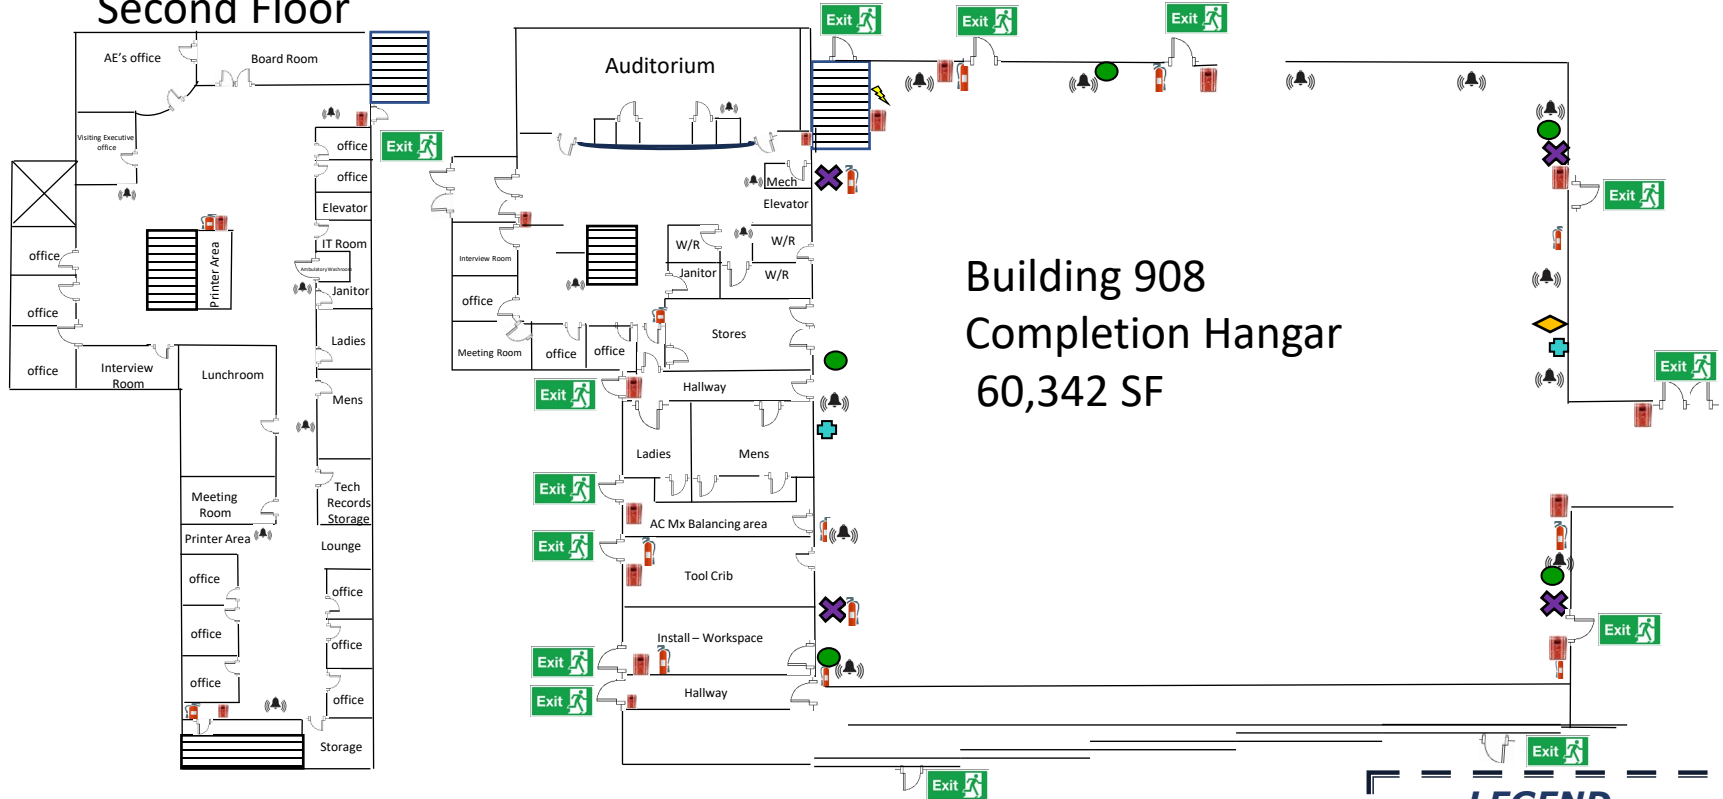 Second Floor
AE's office
Board Room
Visiting Executive
office
office
Exit
office
Elevator
Printer Area
IT Room
Ambulatory Washroom
Janitor
office
office
office
Ladies
Interview
Room
Lunchroom
Mens
Meeting
Room
Tech
Records
Storage
Printer Area
Lounge
office
office
office
office
office
office
Storage
Exit
Exit
Exit
Auditorium
Mech
Elevator
W/R
W/R
Interview Room
Janitor
W/R
office
Stores
Meeting Room
office
office
Exit
Hallway
Ladies
Mens
Exit
AC Mx Balancing area
Exit
Tool Crib
Install – Workspace
Exit
Exit
Hallway
Building 908
Completion Hangar
60,342 SF
Exit
Exit
Exit
Exit
Exit
LEGEND